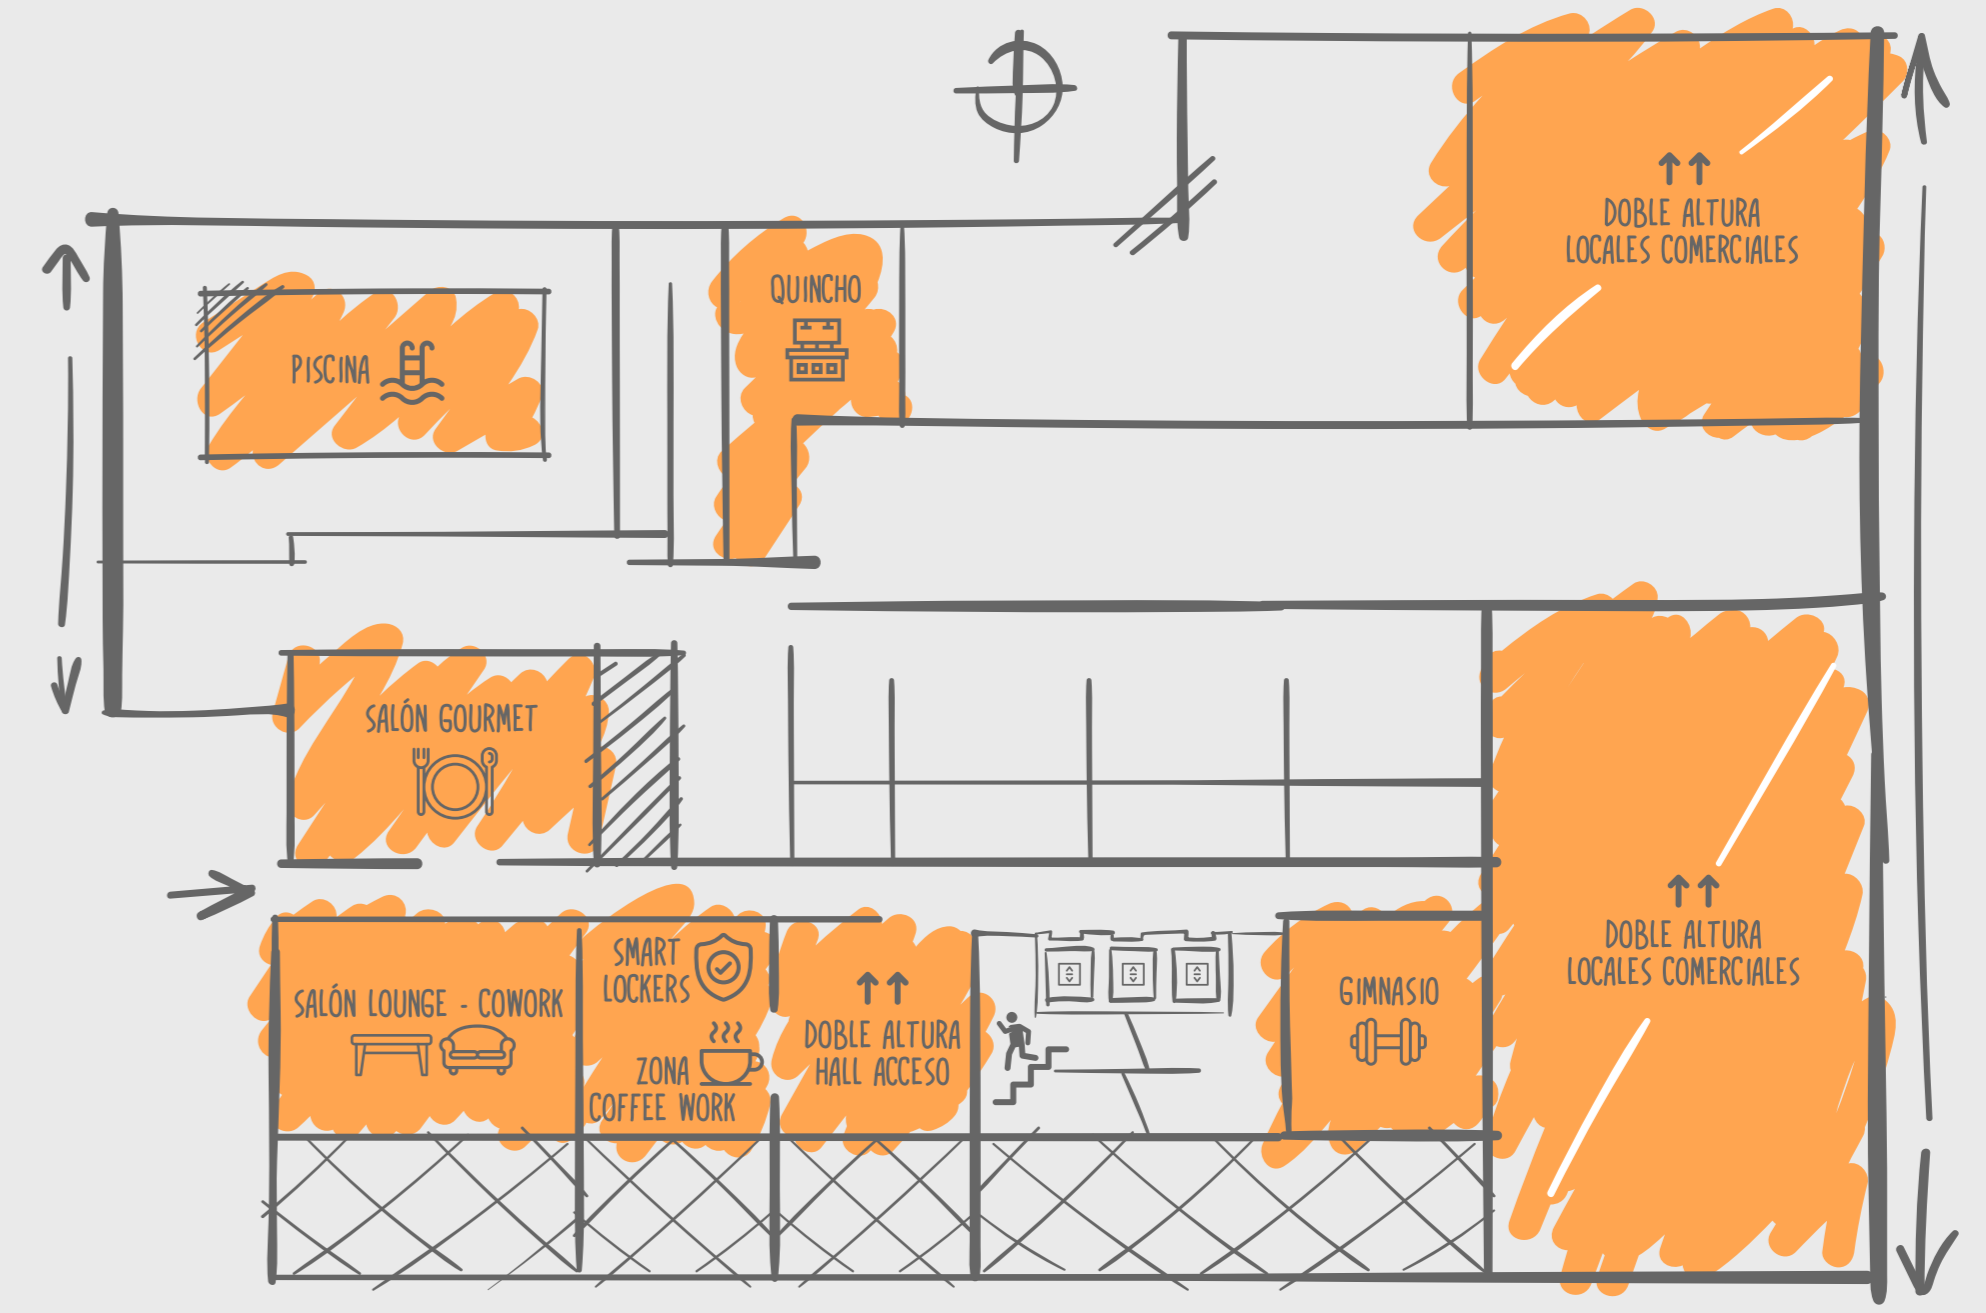 DOBLE ALTURA
LOCALES COMERCIALES
QUINCHO
PISCINA
SALÓN GOURMET
DOBLE ALTURA
LOCALES COMERCIALES
SMART
LOCKERS
SALÓN LOUNGE - COWORK
GIMNASIO
DOBLE ALTURA
HALL ACCESO
ZONA
COFFEE WORK